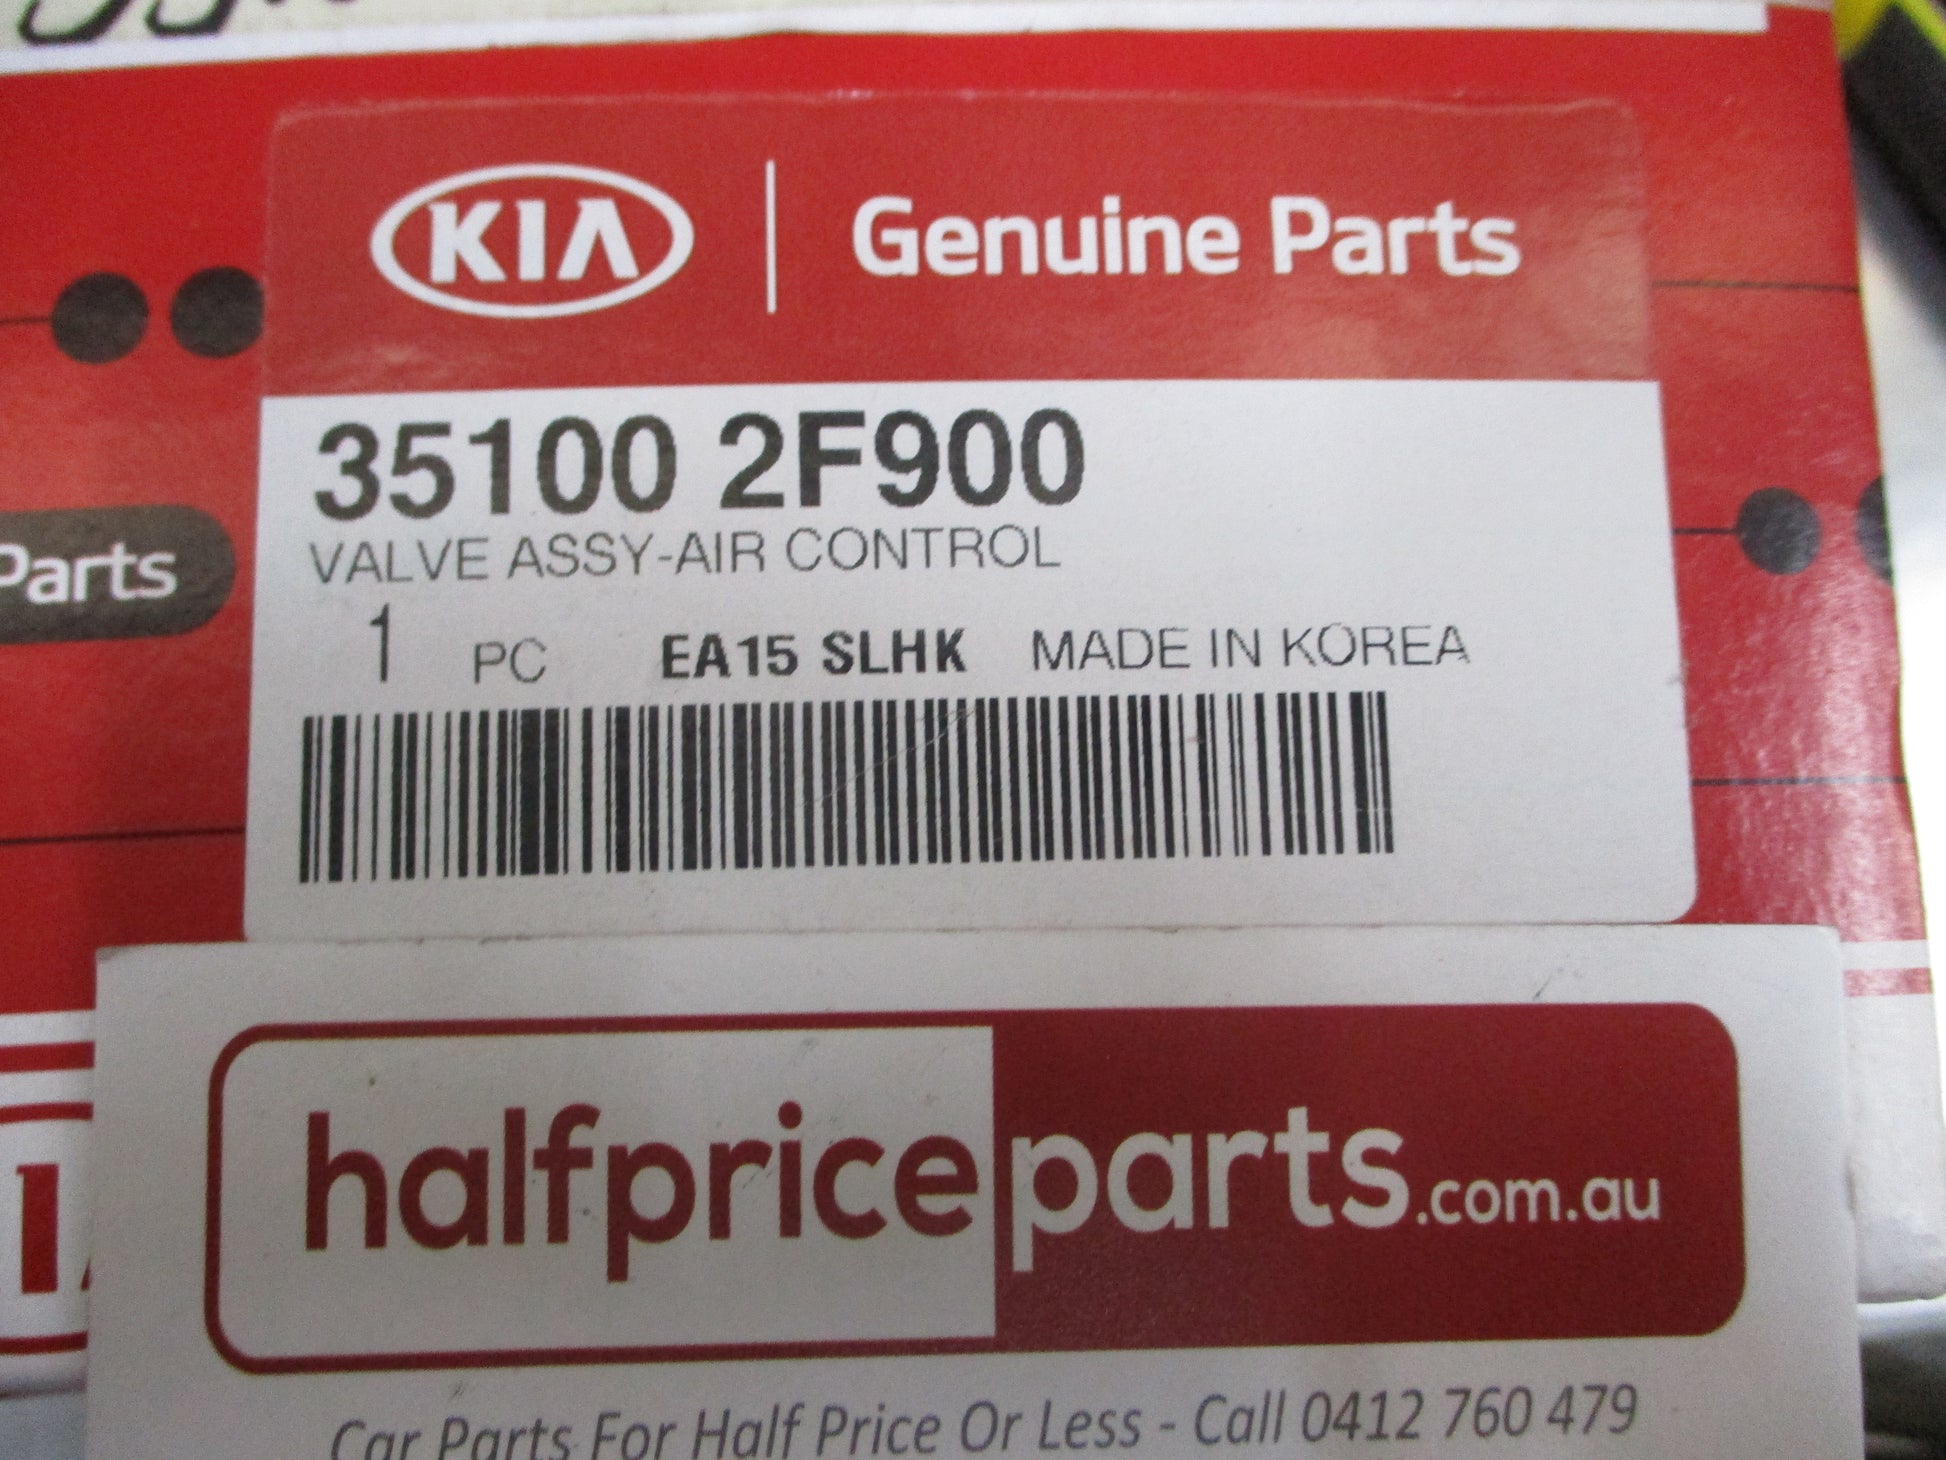 KIA Genuine Parts
35100 2F900
VALVE ASSY-AIR CONTROL
1 PC EA15 SLHK MADE IN KOREA
Parts
halfpriceparts.com.au
Car Parts For Half Price Or Less - Call 0412 760 479